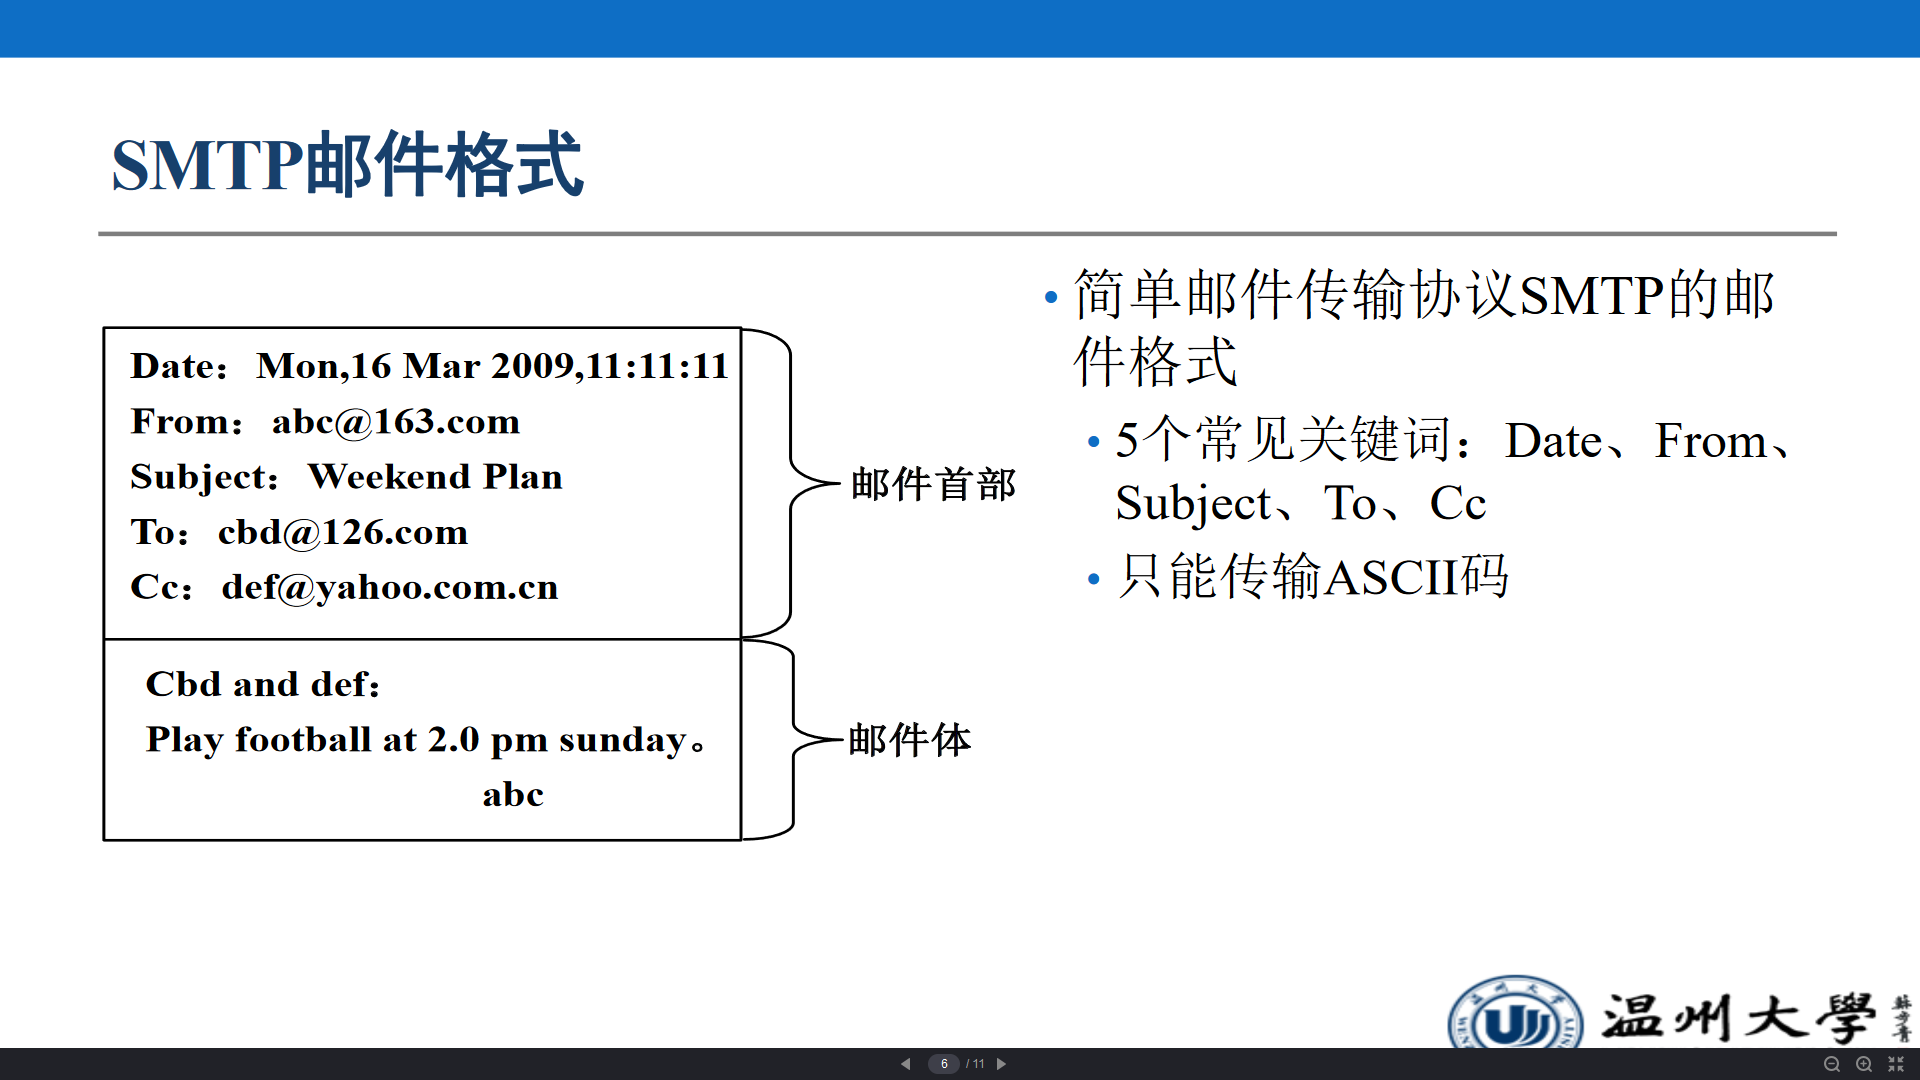 SMTP邮件格式
Date： Mon,16 Mar 2009,11:11:11
From： abc@163.com
Subject： Weekend Plan
To： cbd@126.com
Cc： def@yahoo.com.cn
邮件首部
Cbd and def：
Play football at 2.0 pm sunday。
abc
邮件体
• 简单邮件传输协议SMTP的邮
件格式
• 5个常见关键词：Date、From、
Subject、To、Cc
• 只能传输ASCII码
温州大学
温州大學
6 / 11